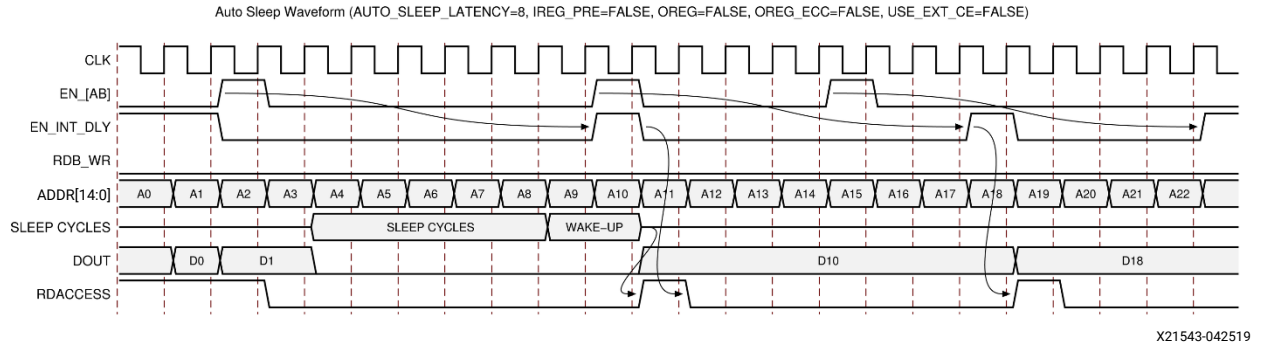 Auto Sleep Waveform (AUTO_SLEEP_LATENCY=8, IREG_PRE=FALSE, OREG=FALSE, OREG_ECC=FALSE, USE_EXT_CE=FALSE)
CLK
EN_[AB]
EN_INT_DLY
RDB_WR
ADDR[14:0] A0 A1 A2 A3 A4 A5 A6 A7 A8 A9 A10 A11 A12 A13 A14 A15 A16 A17 A18 A19 A20 A21 A22
SLEEP CYCLES SLEEP CYCLES WAKE–UP
DOUT D0 D1 D10 D18
RDACCESS
X21543-042519